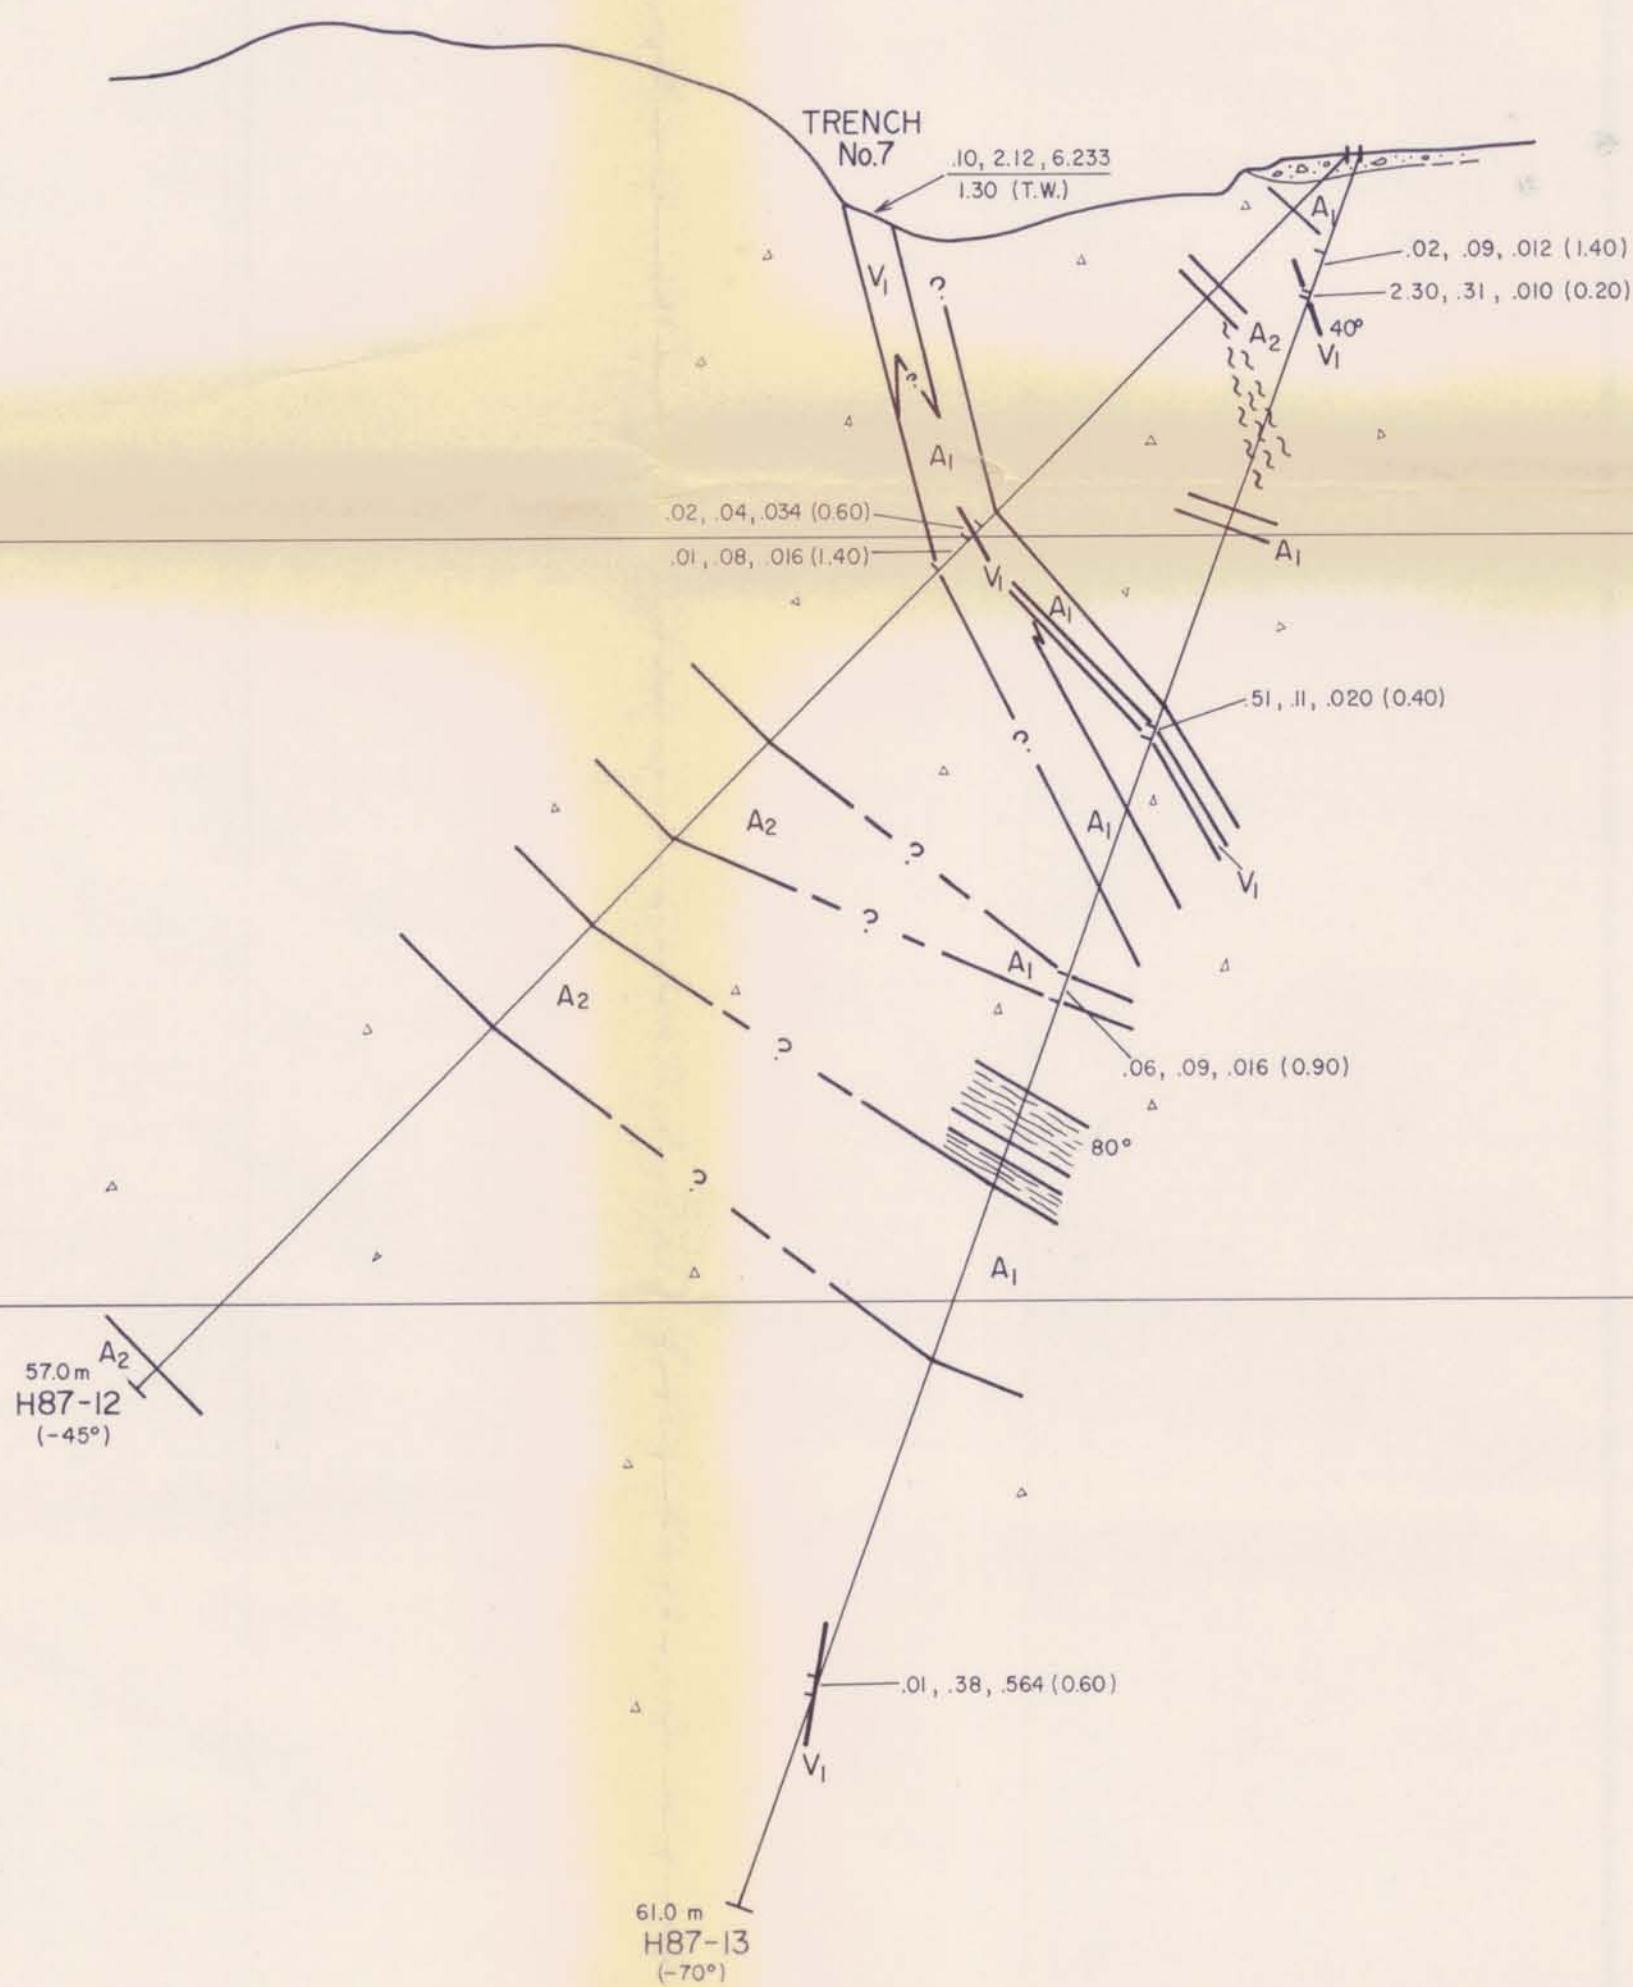 TRENCH
No.7
.10, 2.12, 6.233
1.30 (T.W.)
A1
.02, .09, .012 (1.40)
2.30, .31, .010 (0.20)
V1
?
A2
40°
V1
?
A1
.02, .04, .034 (0.60)
.01, .08, .016 (1.40)
A1
V1
A1
.51, .11, .020 (0.40)
?
A2
A1
?
V1
?
A1
A2
?
.06, .09, .016 (0.90)
80°
?
A1
A2
57.0 m
H87-12
(-45°)
.01, .38, .564 (0.60)
V1
61.0 m
H87-13
(-70°)